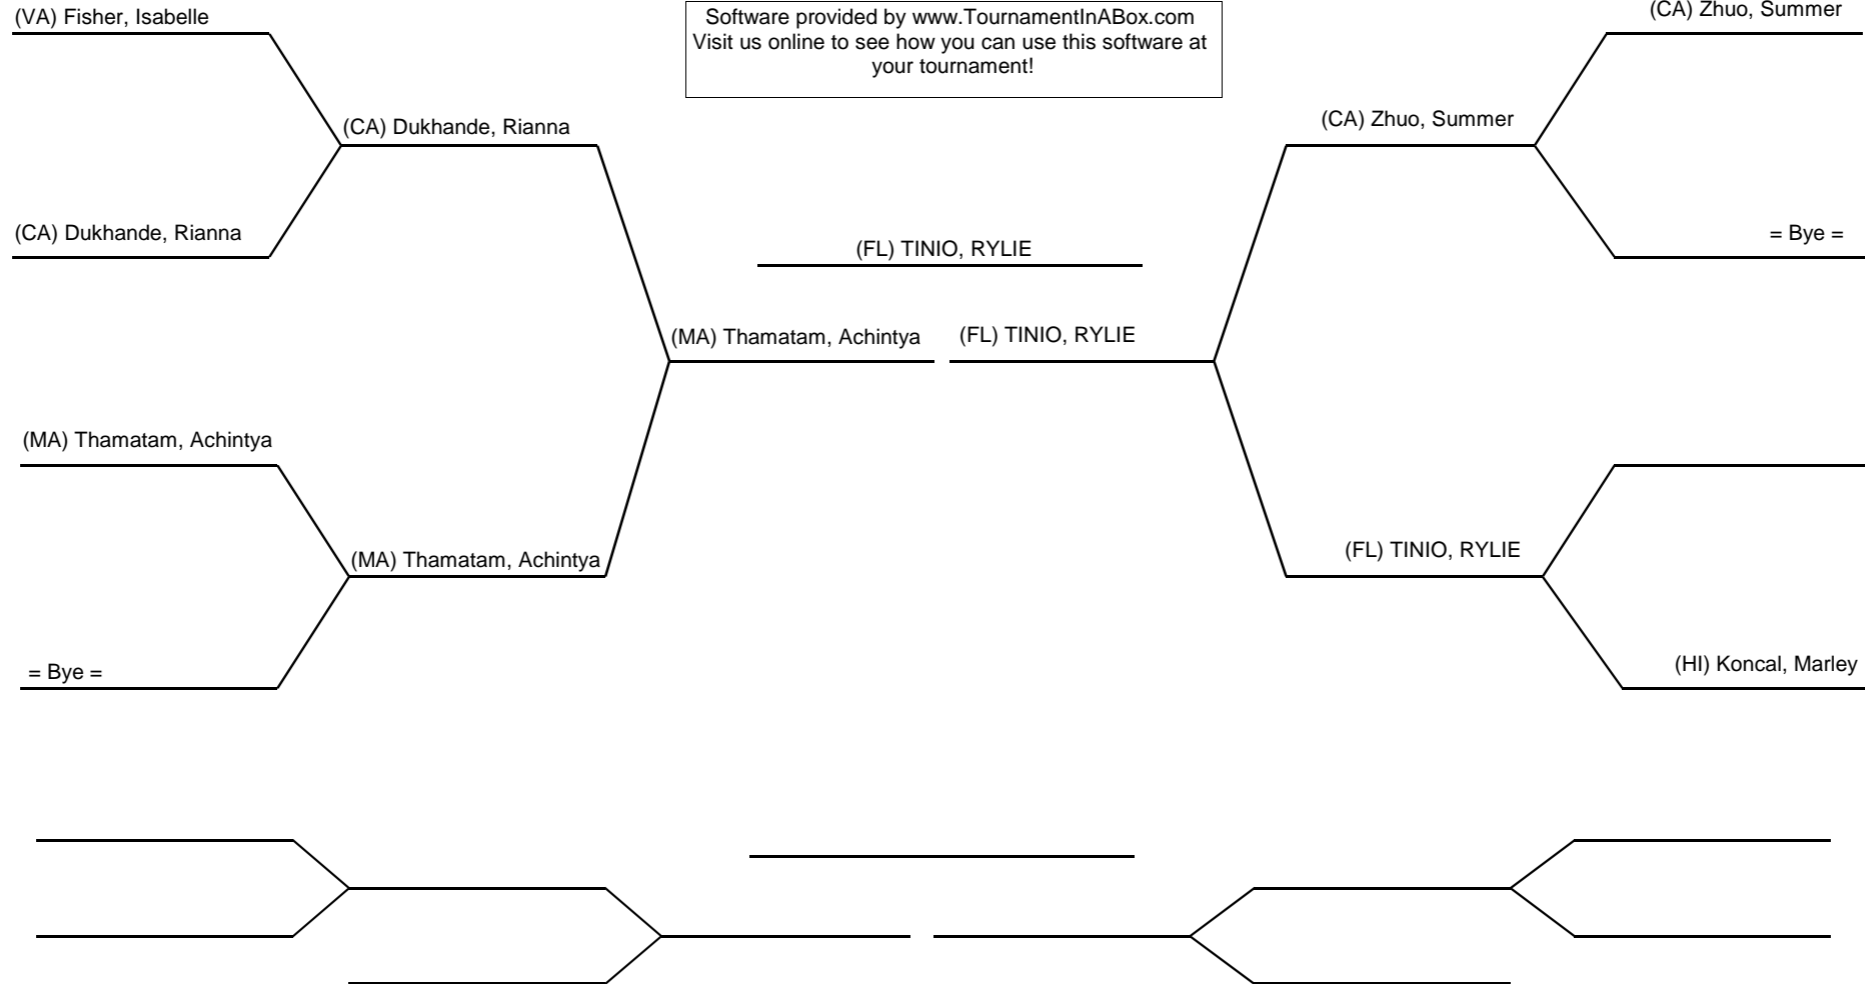 (VA) Fisher, Isabelle
Software provided by www.TournamentInABox.com
Visit us online to see how you can use this software at
your tournament!
(CA) Zhuo, Summer
(CA) Dukhande, Rianna
(CA) Zhuo, Summer
(CA) Dukhande, Rianna
= Bye =
(FL) TINIO, RYLIE
(MA) Thamatam, Achintya
(FL) TINIO, RYLIE
(MA) Thamatam, Achintya
(MA) Thamatam, Achintya
(FL) TINIO, RYLIE
= Bye =
(HI) Koncal, Marley